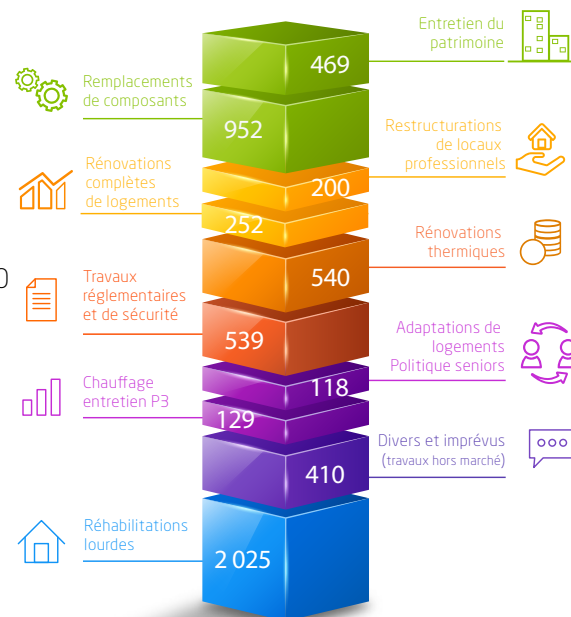 Entretien du
patrimoine
469
Remplacements
de composants
952
Restructurations
de locaux
professionnels
200
Rénovations
complètes
de logements
252
Rénovations
thermiques
540
0
Travaux
réglementaires
et de sécurité
539
Adaptations de
logements
Politique seniors
118
Chauffage
entretien P3
129
Divers et imprévus
(travaux hors marché)
410
Réhabilitations
lourdes
2 025